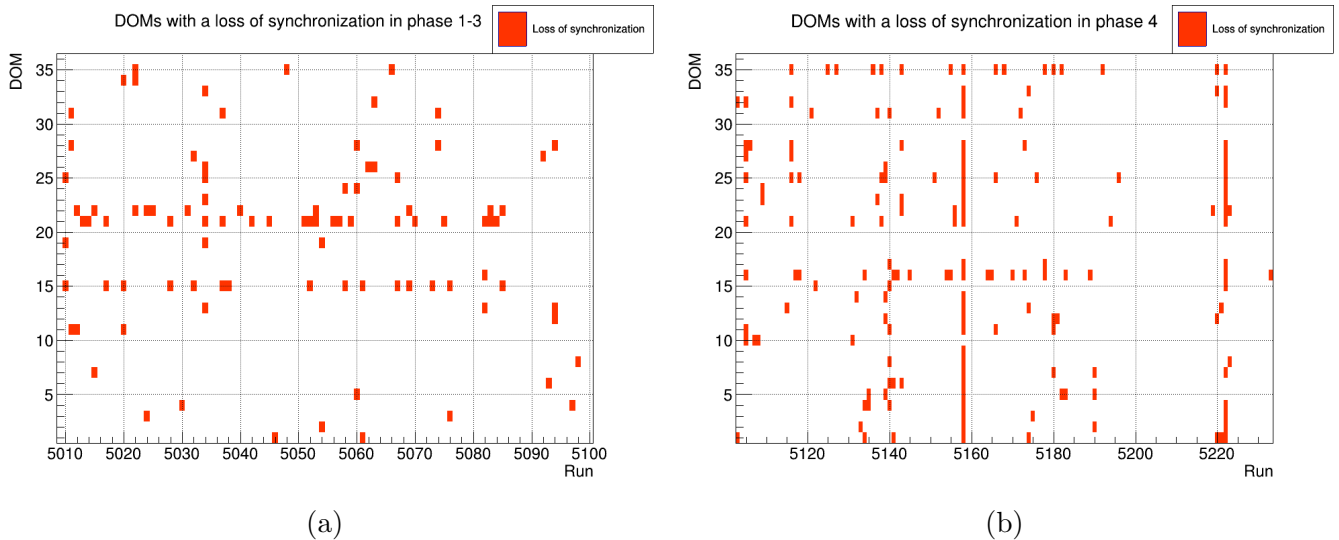 DOMs with a loss of synchronization in phase 1-3
Loss of synchronization
DOM
35
30
25
20
15
10
5
5010 5020 5030 5040 5050 5060 5070 5080 5090 5100
Run
(a)
DOMs with a loss of synchronization in phase 4
Loss of synchronization
DOM
35
30
25
20
15
10
5
5120 5140 5160 5180 5200 5220
Run
(b)